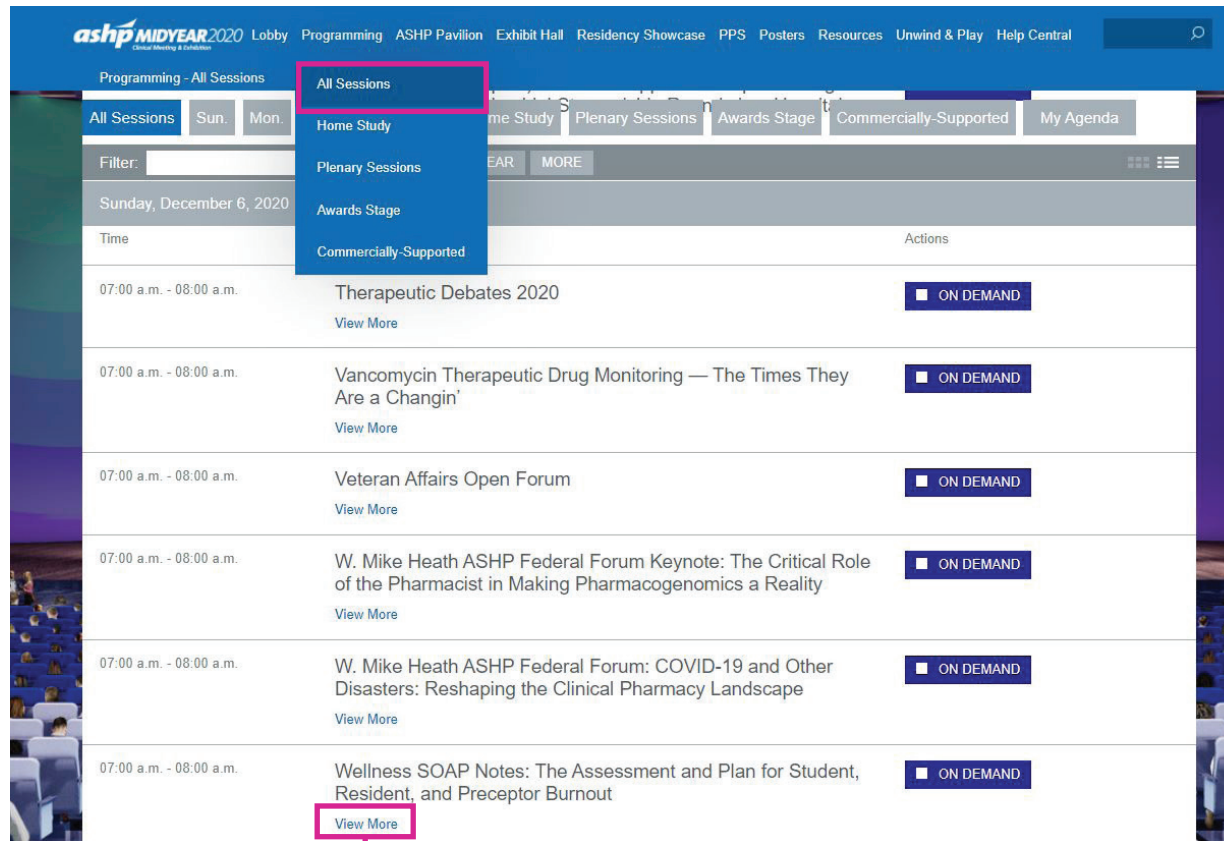 ashp MIDYEAR 2020 Lobby Programming ASHP Pavilion Exhibit Hall Residency Showcase PPS Posters Resources Unwind & Play Help Central
Clinical Meeting & Exhibition
Programming - All Sessions
All Sessions
Home Study
Plenary Sessions
Awards Stage
Commercially-Supported
All Sessions Sun. Mon. me Study Plenary Sessions Awards Stage Commercially-Supported My Agenda
Filter: EAR MORE
Sunday, December 6, 2020
Time Actions
07:00 a.m. - 08:00 a.m. Therapeutic Debates 2020 ON DEMAND
View More
07:00 a.m. - 08:00 a.m. Vancomycin Therapeutic Drug Monitoring — The Times They ON DEMAND
Are a Changin’
View More
07:00 a.m. - 08:00 a.m. Veteran Affairs Open Forum ON DEMAND
View More
07:00 a.m. - 08:00 a.m. W. Mike Heath ASHP Federal Forum Keynote: The Critical Role ON DEMAND
of the Pharmacist in Making Pharmacogenomics a Reality
View More
07:00 a.m. - 08:00 a.m. W. Mike Heath ASHP Federal Forum: COVID-19 and Other ON DEMAND
Disasters: Reshaping the Clinical Pharmacy Landscape
View More
07:00 a.m. - 08:00 a.m. Wellness SOAP Notes: The Assessment and Plan for Student, ON DEMAND
Resident, and Preceptor Burnout
View More